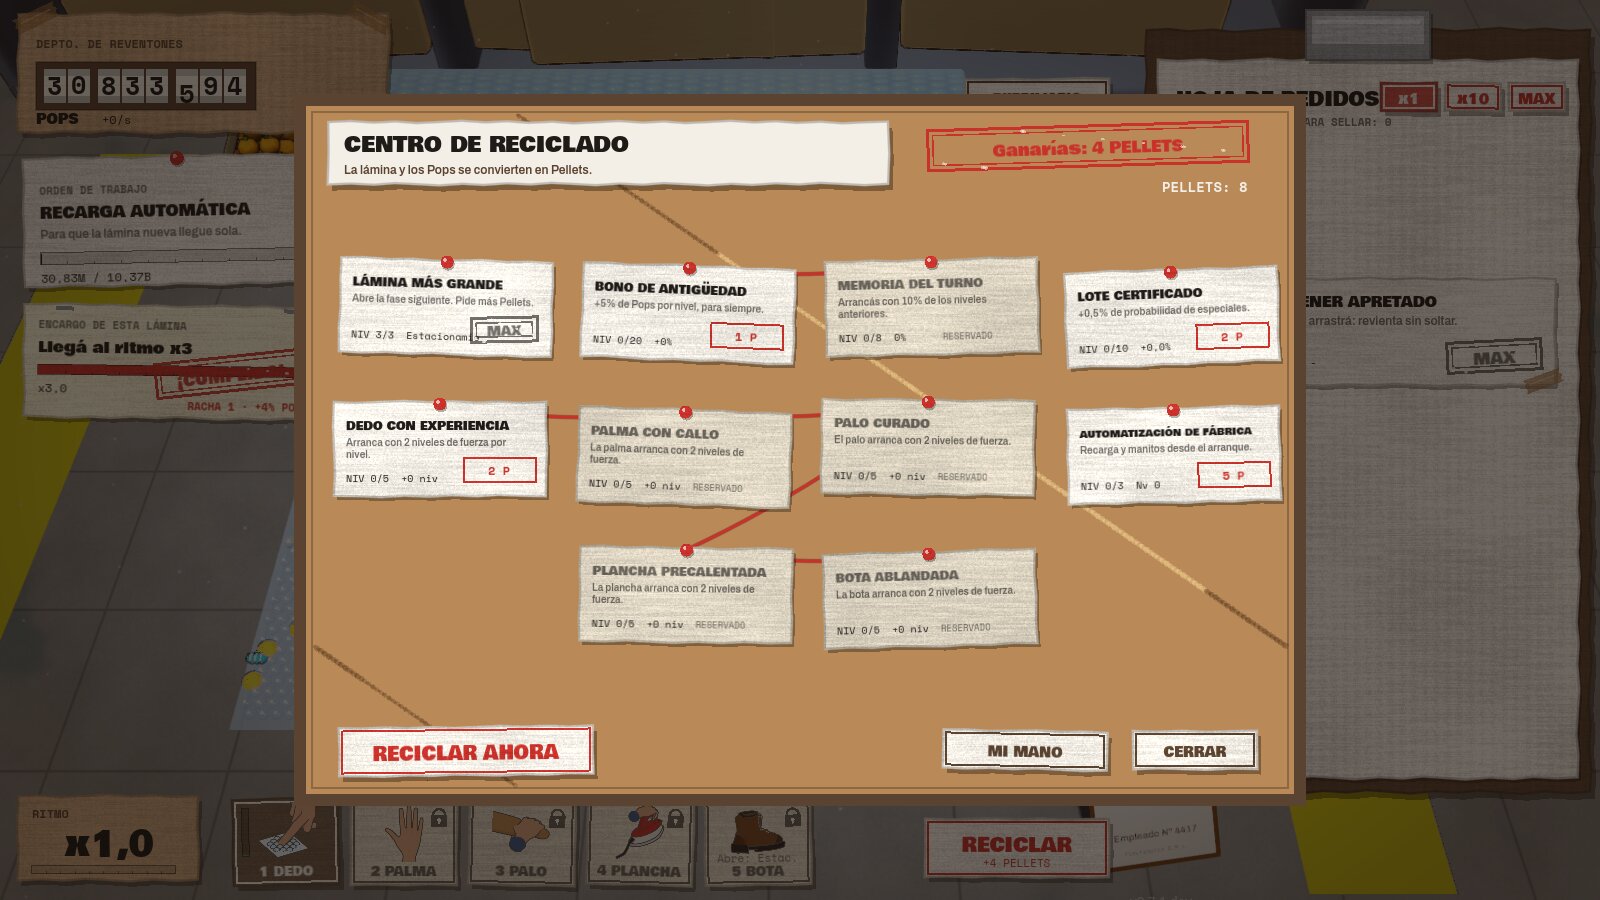 DEPTO. DE REVENTONES
30 833 594
POPS +0/s
ORDEN DE TRABAJO
RECARGA AUTOMÁTICA
Para que la lámina nueva llegue sola.
30,83M / 10,37B
ENCARGO DE ESTA LÁMINA
Llegá al ritmo x3
x3.0
RACHA 1 · +4% PO
CENTRO DE RECICLADO
La lámina y los Pops se convierten en Pellets.
Ganarías: 4 PELLETS
PELLETS: 8
LÁMINA MÁS GRANDE
Abre la fase siguiente. Pide más Pellets.
NIV 3/3
MAX
BONO DE ANTIGÜEDAD
+5% de Pops por nivel, para siempre.
NIV 0/20 +0%
1 P
MEMORIA DEL TURNO
Arrancás con 10% de los niveles
anteriores.
NIV 0/8 0% RESERVADO
LOTE CERTIFICADO
+0,5% de probabilidad de especiales.
NIV 0/10 +0,0%
2 P
DEDO CON EXPERIENCIA
Arranca con 2 niveles de fuerza por
nivel.
NIV 0/5 +0 niv
2 P
PALMA CON CALLO
La palma arranca con 2 niveles de
fuerza.
NIV 0/5 +0 niv RESERVADO
PALO CURADO
El palo arranca con 2 niveles de fuerza.
NIV 0/5 +0 niv RESERVADO
AUTOMATIZACIÓN DE FÁBRICA
Recarga y manitos desde el arranque.
NIV 0/3 Nv 0
5 P
PLANCHA PRECALENTADA
La plancha arranca con 2 niveles de
fuerza.
NIV 0/5 +0 niv RESERVADO
BOTA ABLANDADA
La bota arranca con 2 niveles de fuerza.
NIV 0/5 +0 niv RESERVADO
RECICLAR AHORA
MI MANO
CERRAR
PEDIDOS
x1
x10
MAX
ARA SELLAR: 0
ENER APRETADO
arrastrá: revienta sin soltar.
MAX
RITMO
x1,0
1 DEDO
2 PALMA
3 PALO
4 PLANCHA
Abre: Estac.
5 BOTA
RECICLAR
+4 PELLETS
Empleado N° 4417